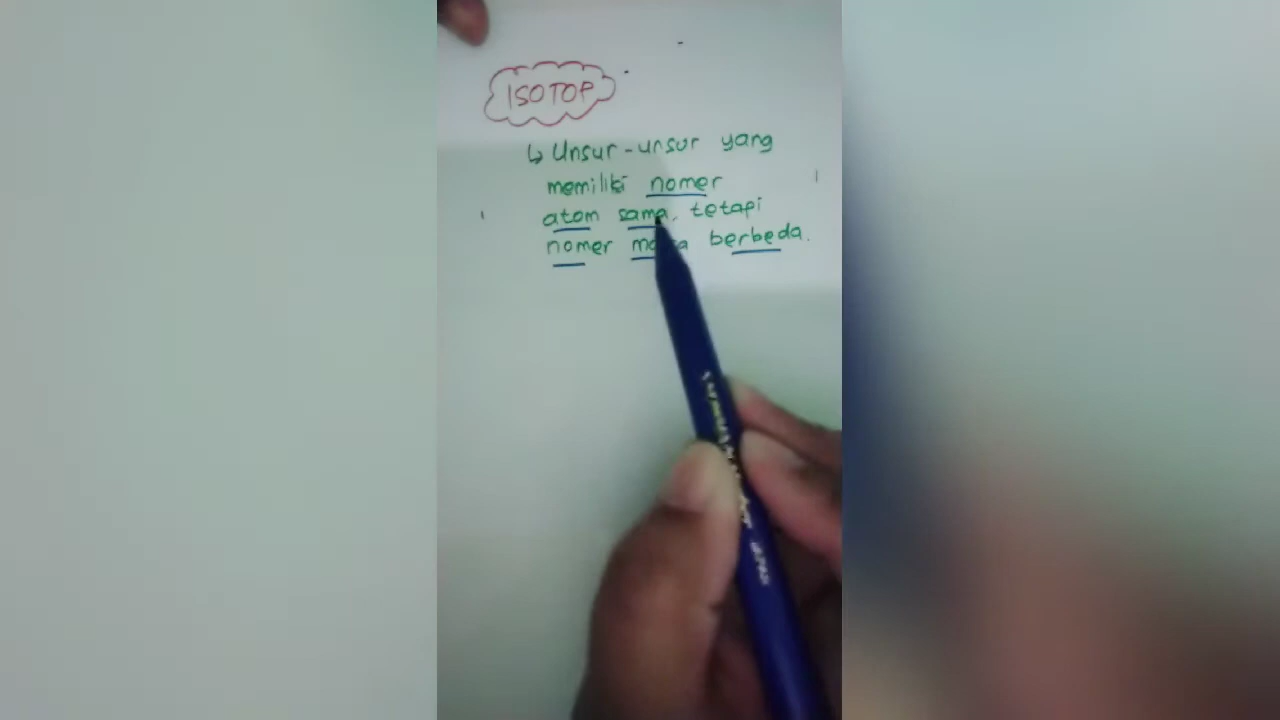 ISOTOP
↳ Unsur-unsur yang
memiliki nomer
atom sama, tetapi
nomer berbeda.